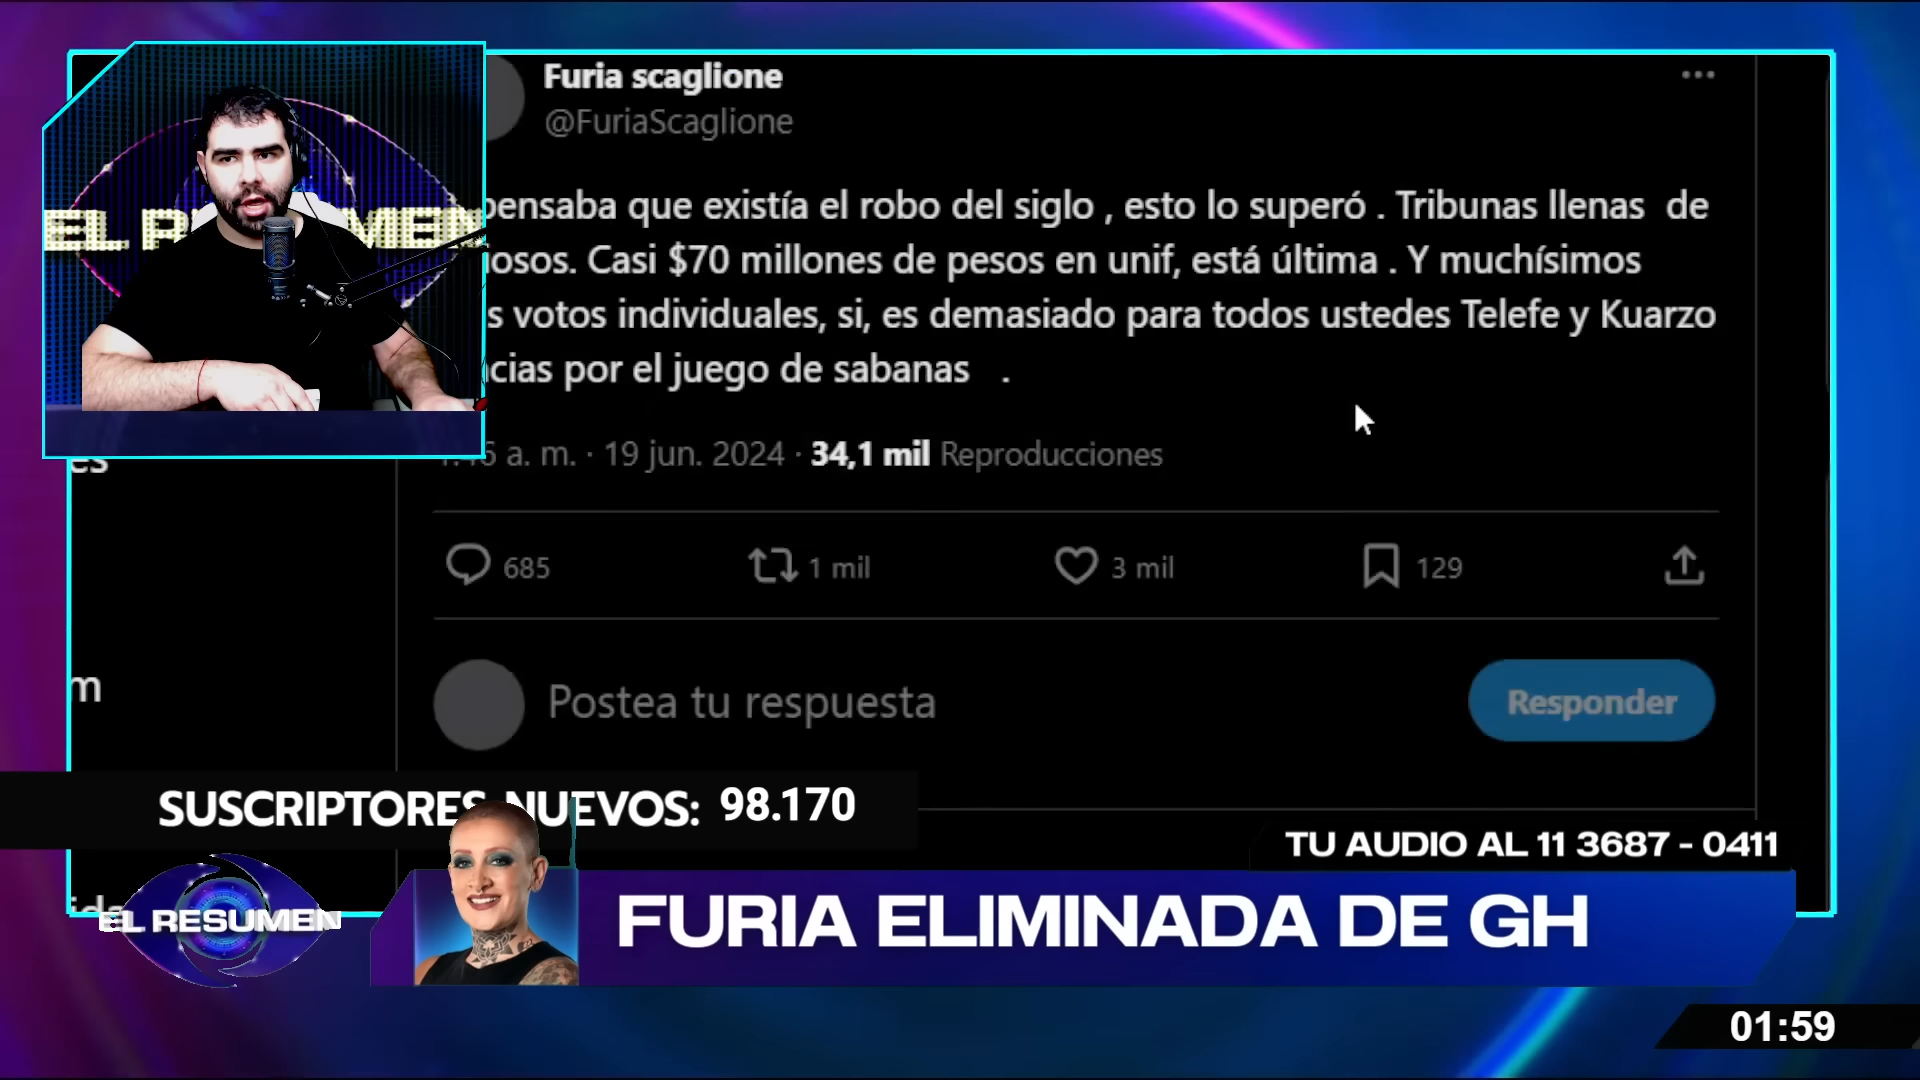 Furia scaglione
@FuriaScaglione
pensaba que existía el robo del siglo , esto lo superó . Tribunas llenas de
iosos. Casi $70 millones de pesos en unif, está última . Y muchísimos
s votos individuales, si, es demasiado para todos ustedes Telefe y Kuarzo
cias por el juego de sabanas .
a. m. · 19 jun. 2024 · 34,1 mil Reproducciones
685 1 mil 3 mil 129
Postea tu respuesta
Responder
EL RESUMEN
es
m
SUSCRIPTORES NUEVOS: 98.170
TU AUDIO AL 11 3687 - 0411
EL RESUMEN
FURIA ELIMINADA DE GH
01:59